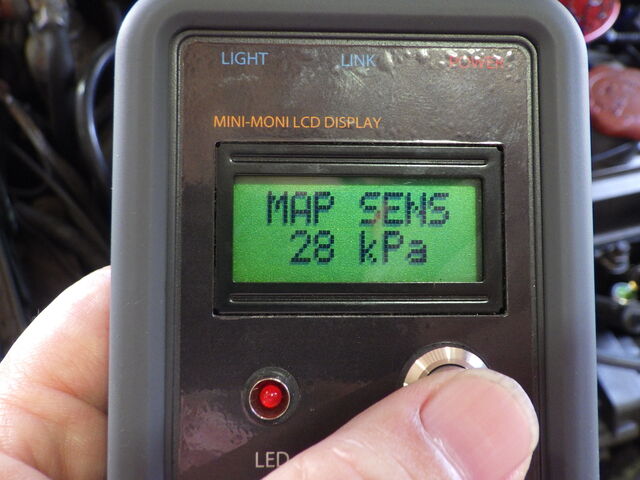 LIGHT LINK POWER
MINI-MONI LCD DISPLAY
MAP SENS
28 kPa
LED